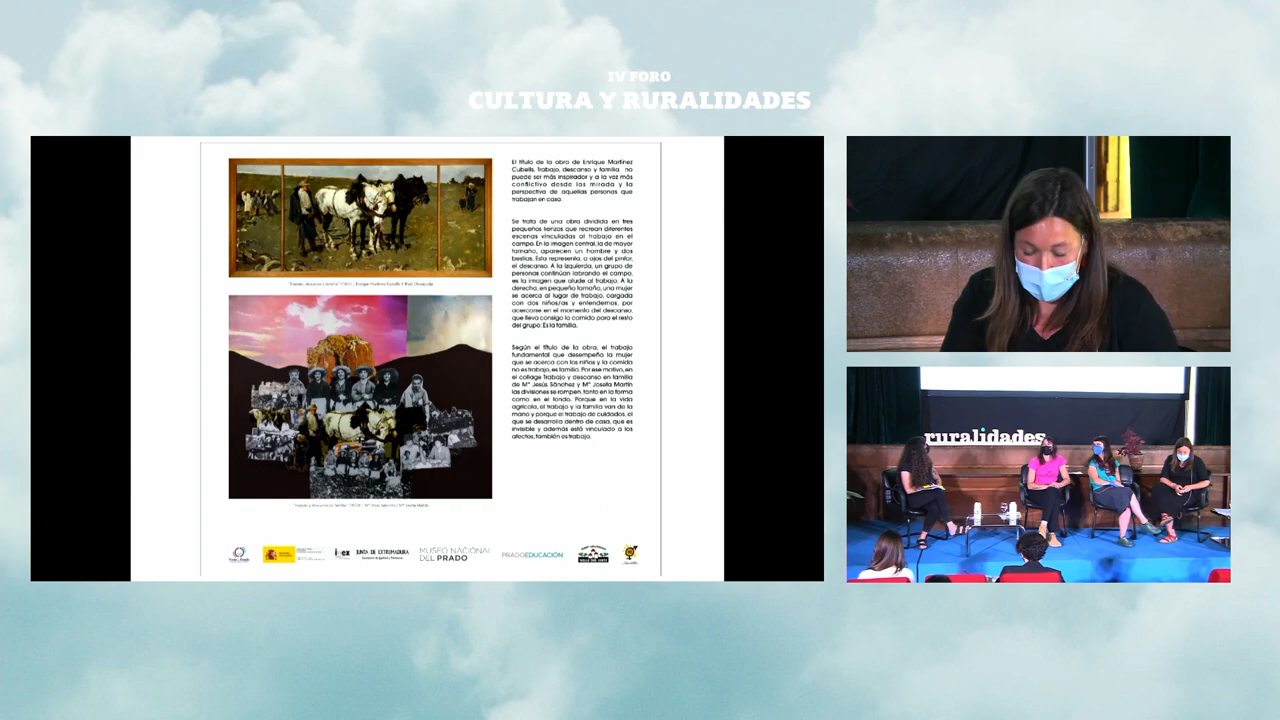 IV FORO
CULTURA Y RURALIDADES
El título de la obra de Enrique Martínez
Cubells, Trabajo, descanso y familia no
puede ser más inspirador y a la vez más
conflictivo desde las mirada y la
perspectiva de aquellas personas que
trabajan en casa.
Se trata de una obra dividida en tres
pequeños lienzos que recrean diferentes
escenas vinculadas al trabajo en el
campo. En la imagen central, la de mayor
tamaño, aparecen un hombre y dos
bestias. Esta representa, a ojos del pintor,
el descanso. A la izquierda, un grupo de
personas continúan labrando el campo,
es la imagen que alude al trabajo. A la
derecha, en pequeño tamaño, una mujer
se acerca al lugar de trabajo, cargada
con dos niños/as y entendemos, por
acercarse en el momento del descanso,
que lleva consigo la comida para el resto
del grupo: Es la familia.
Según el título de la obra, el trabajo
fundamental que desempeña la mujer
que se acerca con los niños y la comida
no es trabajo, es familia. Por ese motivo, en
el collage Trabajo y descanso en familia
de Mª Jesús Sánchez y Mª Josefa Martín
las divisiones se rompen, tanto en la forma
como en el fondo. Porque en la vida
agrícola, el trabajo y la familia van de la
mano y porque el trabajo de cuidados, el
que se desarrolla dentro de casa, que es
invisible y además está vinculado a los
afectos, también es trabajo.
JUNTA DE EXTREMADURA
MUSEO NACIONAL
DEL PRADO
PRADOEDUCACIÓN
ruralidades